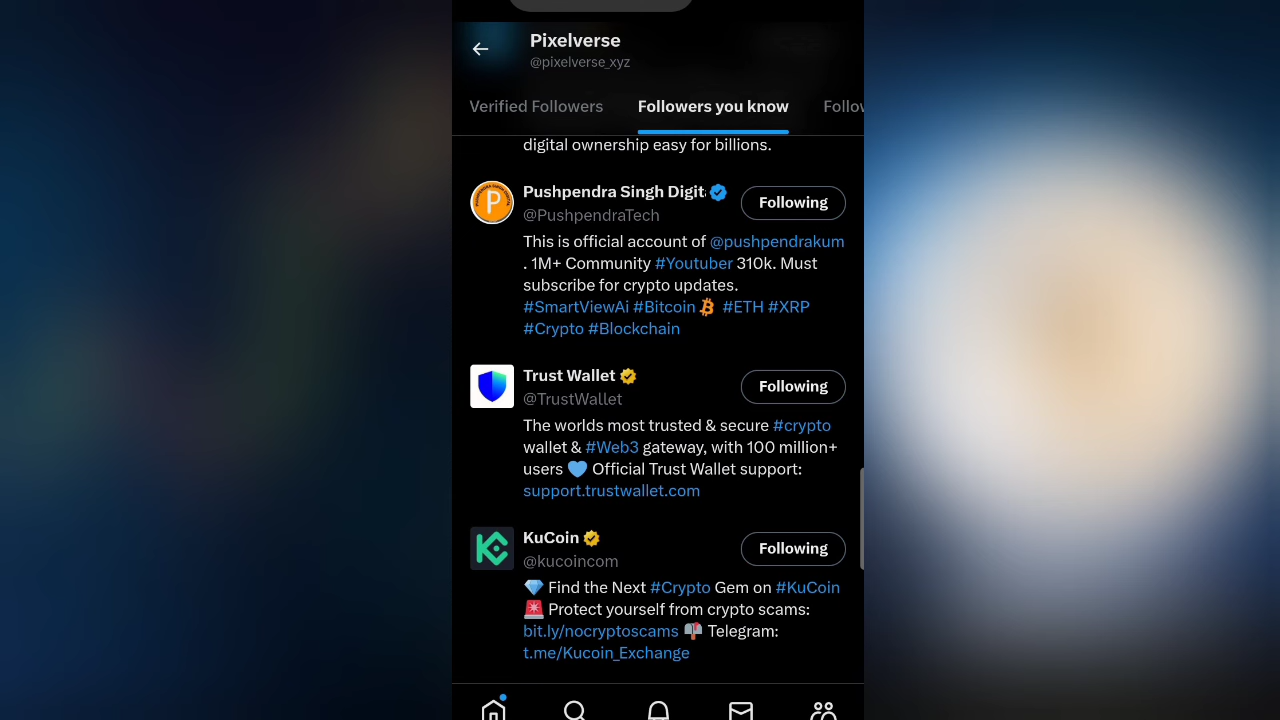 Pixelverse
@pixelverse_xyz
Verified Followers Followers you know Follow
digital ownership easy for billions.
Pushpendra Singh Digit
Following
@PushpendraTech
This is official account of @pushpendrakum
. 1M+ Community #Youtuber 310k. Must
subscribe for crypto updates.
#SmartViewAi #Bitcoin #ETH #XRP
#Crypto #Blockchain
Trust Wallet
Following
@TrustWallet
The worlds most trusted & secure #crypto
wallet & #Web3 gateway, with 100 million+
users 💙 Official Trust Wallet support:
support.trustwallet.com
KuCoin
Following
@kucoincom
💎 Find the Next #Crypto Gem on #KuCoin
🚨 Protect yourself from crypto scams:
bit.ly/nocryptoscams 📬 Telegram:
t.me/Kucoin_Exchange